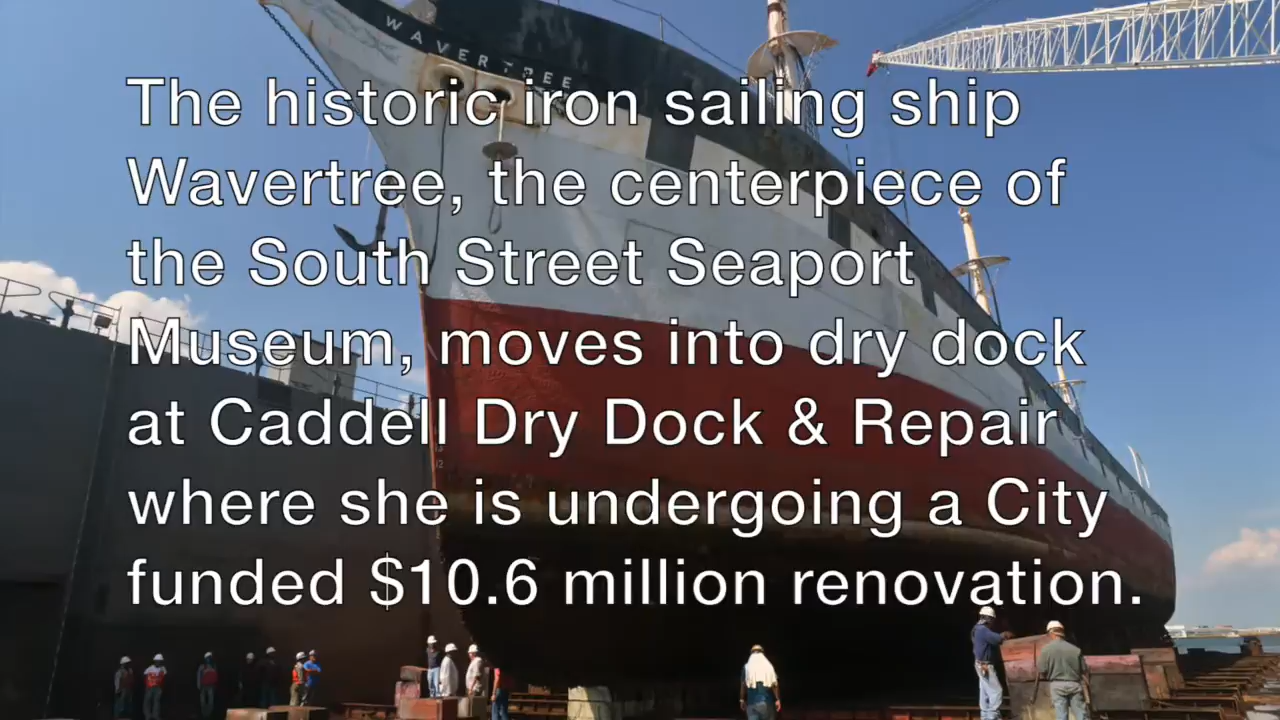 WAVERTREE
The historic iron sailing ship
Wavertree, the centerpiece of
the South Street Seaport
Museum, moves into dry dock
at Caddell Dry Dock & Repair
where she is undergoing a City
funded $10.6 million renovation.
12